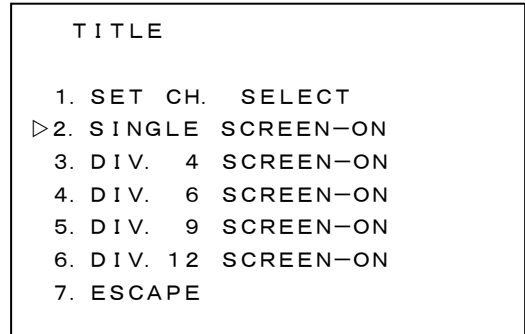 TITLE
1. SET CH. SELECT
▷2. SINGLE SCREEN－ON
3. DIV. 4 SCREEN－ON
4. DIV. 6 SCREEN－ON
5. DIV. 9 SCREEN－ON
6. DIV. 12 SCREEN－ON
7. ESCAPE